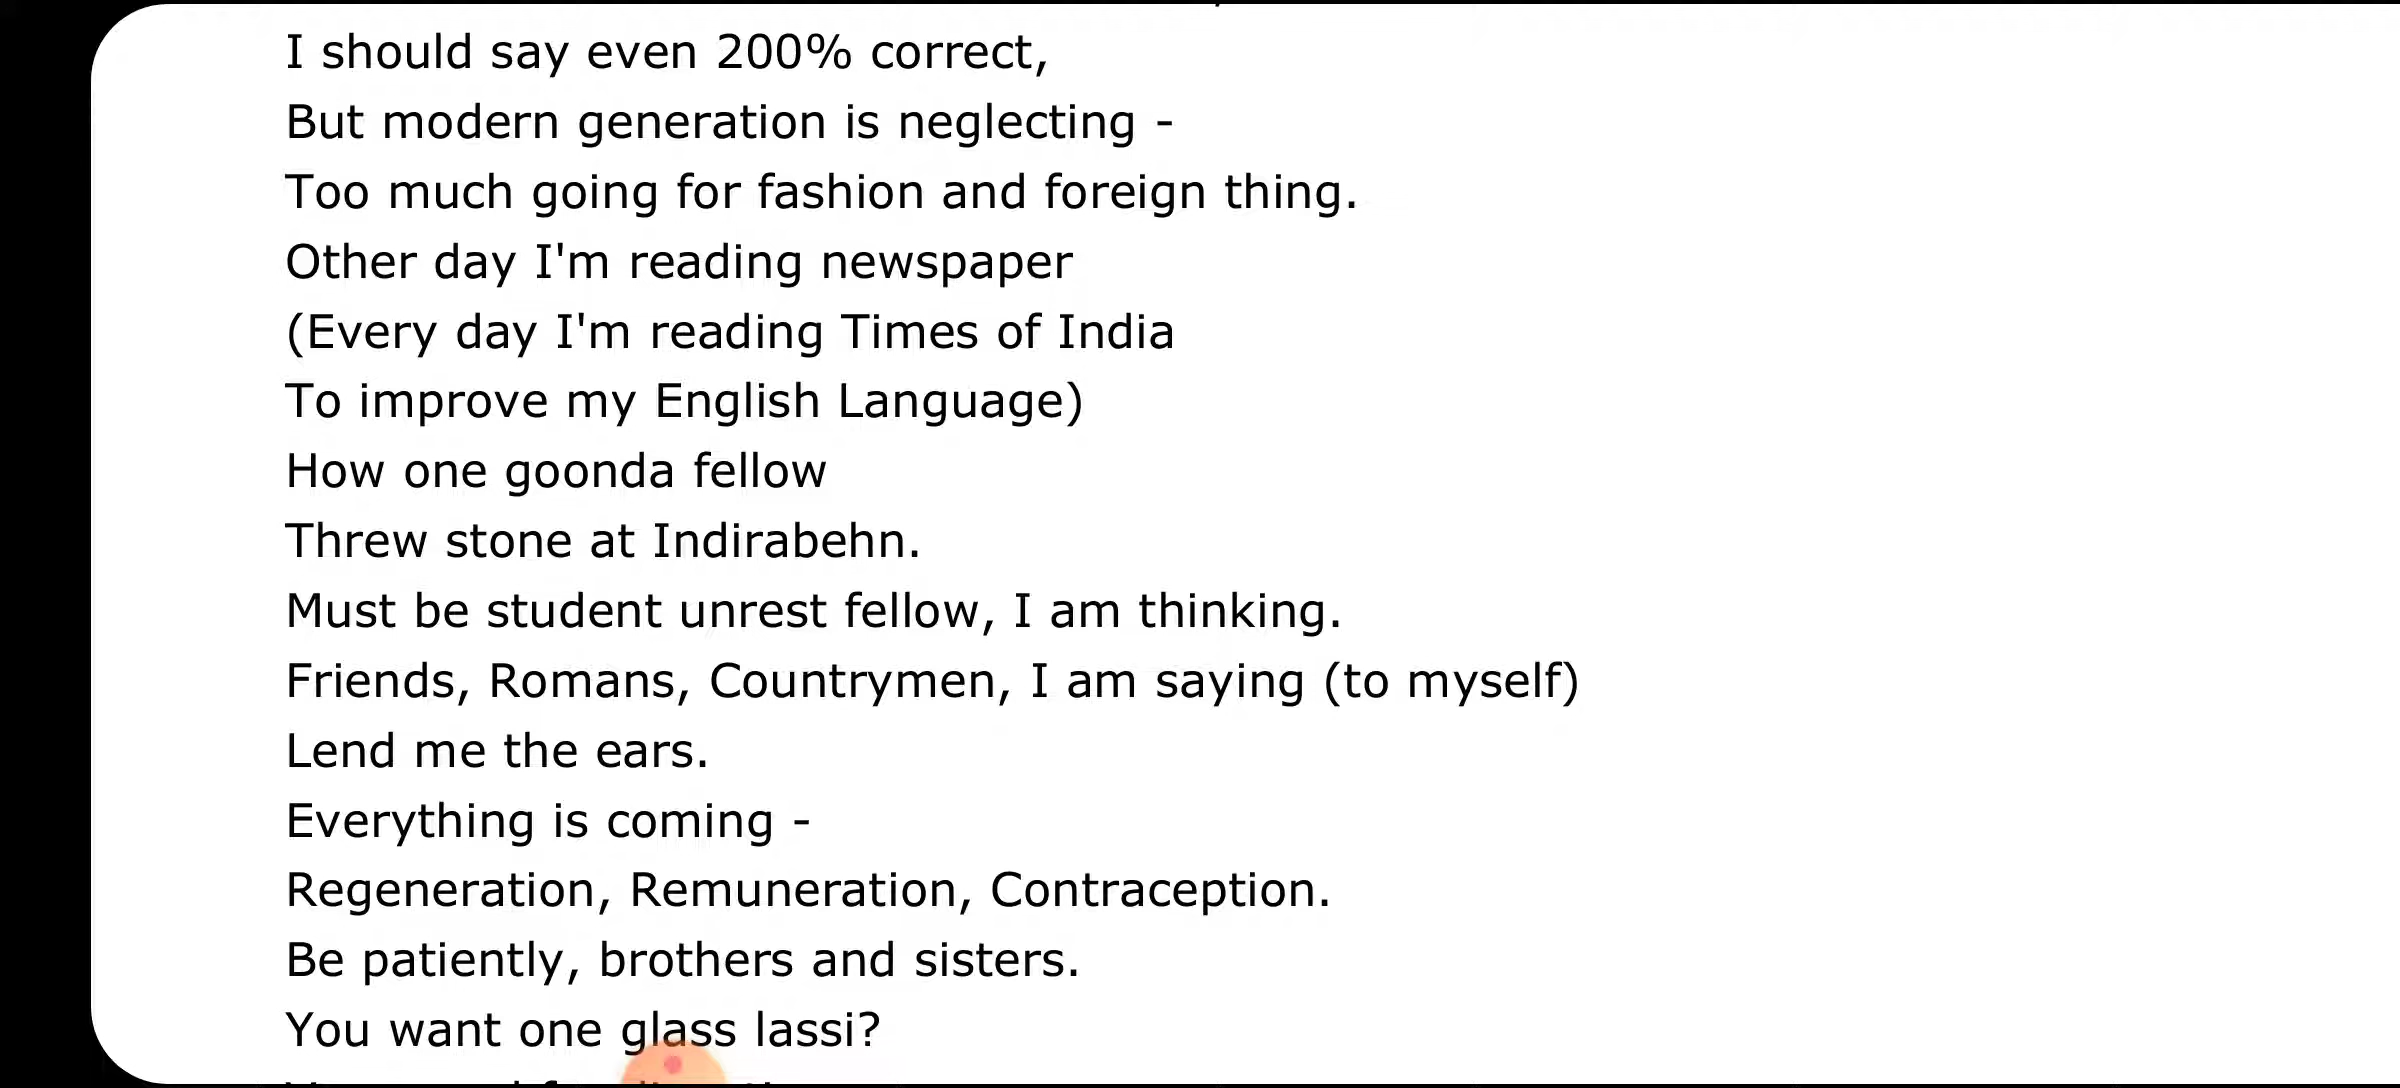 I should say even 200% correct,
But modern generation is neglecting -
Too much going for fashion and foreign thing.
Other day I'm reading newspaper
(Every day I'm reading Times of India
To improve my English Language)
How one goonda fellow
Threw stone at Indirabehn.
Must be student unrest fellow, I am thinking.
Friends, Romans, Countrymen, I am saying (to myself)
Lend me the ears.
Everything is coming -
Regeneration, Remuneration, Contraception.
Be patiently, brothers and sisters.
You want one glass lassi?